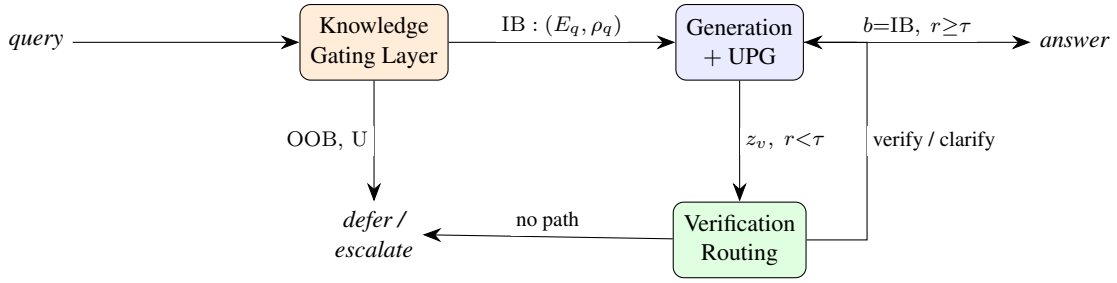 query
Knowledge
Gating Layer
IB : (E_q, ρ_q)
Generation
+ UPG
b=IB, r≥τ
answer
OOB, U
z_v, r<τ
verify / clarify
defer /
escalate
no path
Verification
Routing